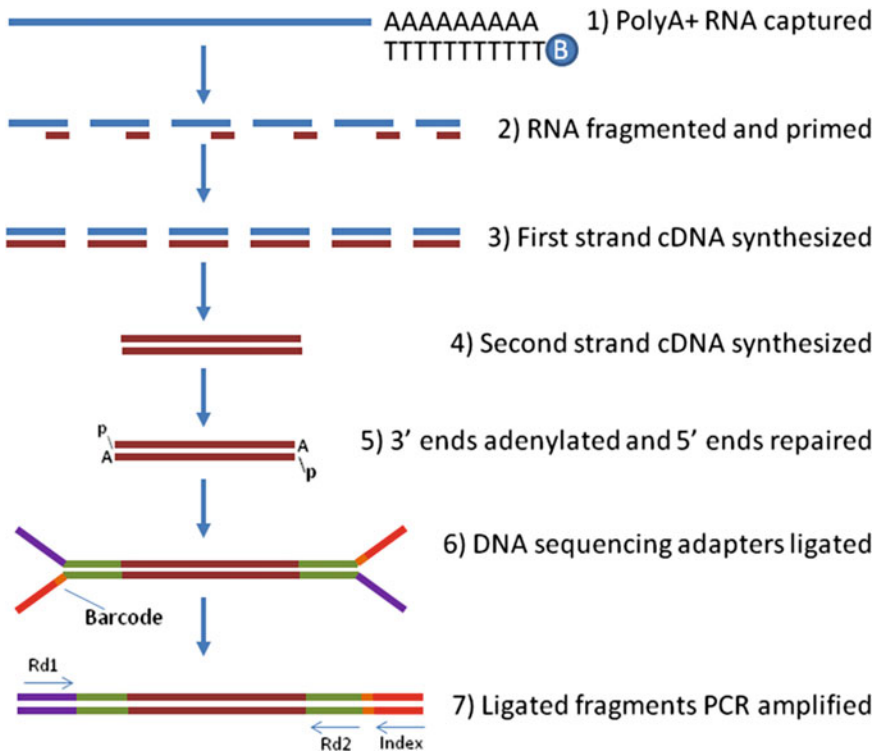 AAAAAAAAA
TTTTTTTTTTT B
1) PolyA+ RNA captured
2) RNA fragmented and primed
3) First strand cDNA synthesized
4) Second strand cDNA synthesized
p
A
A
p
5) 3’ ends adenylated and 5’ ends repaired
6) DNA sequencing adapters ligated
Barcode
Rd1
7) Ligated fragments PCR amplified
Rd2 Index